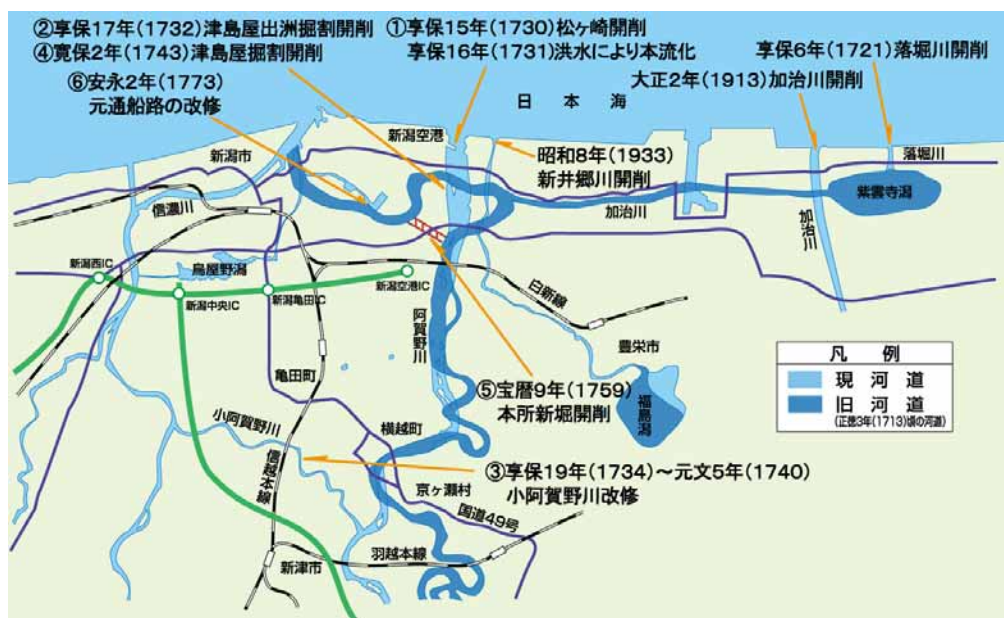 ②享保17年(1732)津島屋出洲掘割開削
④寛保2年(1743)津島屋掘割開削
⑥安永2年(1773)
元通船路の改修
①享保15年(1730)松ヶ崎開削
享保16年(1731)洪水により本流化
享保6年(1721)落堀川開削
大正2年(1913)加治川開削
日本海
新潟空港
新潟市
昭和8年(1933)
新井郷川開削
落堀川
紫雲寺潟
加治川
加治川
信濃川
鳥屋野潟
新潟西IC
新潟中央IC
新潟亀田IC
新潟空港IC
白新線
阿賀野川
豊栄市
福島潟
亀田町
⑤宝暦9年(1759)
本所新堀開削
小阿賀野川
横越町
信越本線
③享保19年(1734)～元文5年(1740)
小阿賀野川改修
京ヶ瀬村
国道49号
羽越本線
新津市
凡例
現河道
旧河道
(正徳3年(1713)頃の河道)